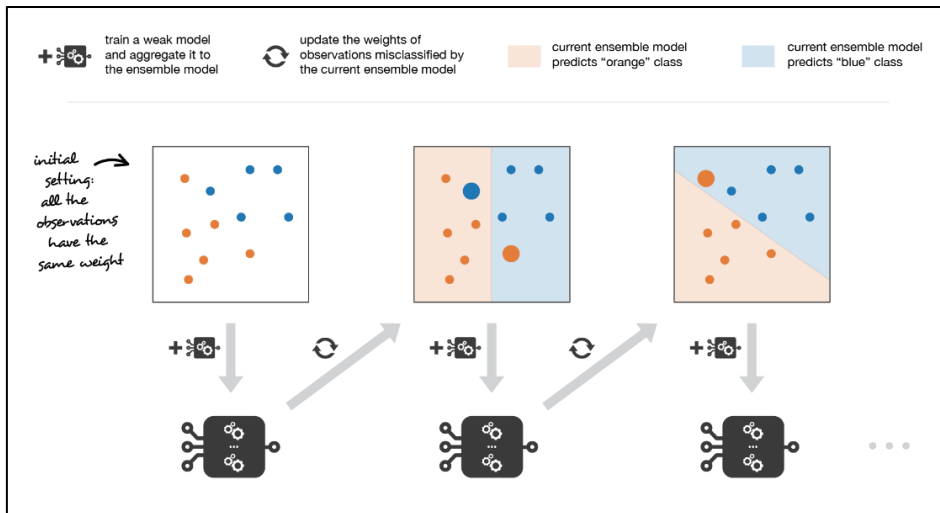 train a weak model
and aggregate it to
the ensemble model
update the weights of
observations misclassified by
the current ensemble model
current ensemble model
predicts “orange” class
current ensemble model
predicts “blue” class
initial
setting:
all the
observations
have the
same weight